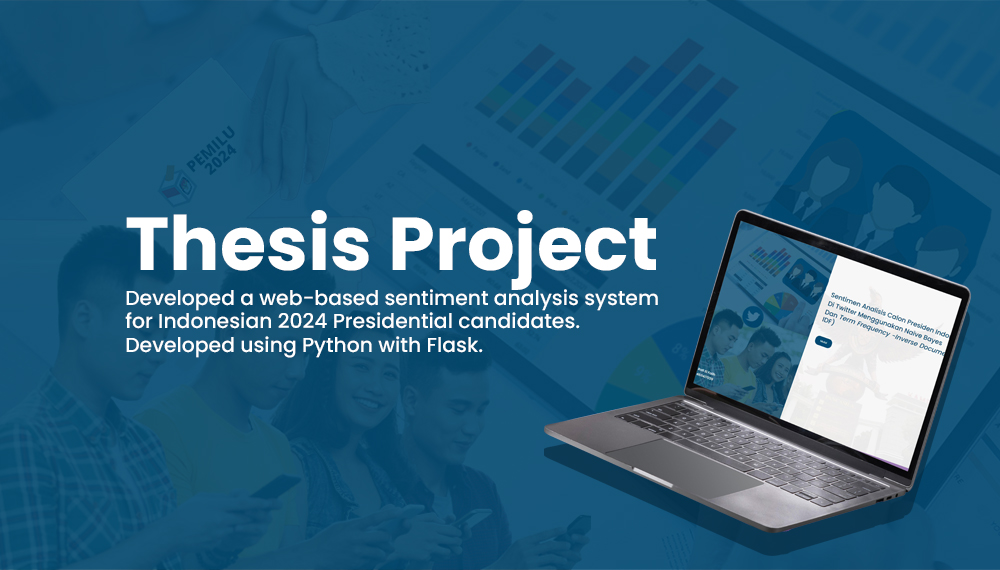 PEMILU
2024
Thesis Project
Developed a web-based sentiment analysis system
for Indonesian 2024 Presidential candidates.
Developed using Python with Flask.
Sentimen Analisis Calon Presiden Indo
Di Twitter Menggunakan Naive Bayes
Dan Term Frequency -Inverse Docume
IDF)